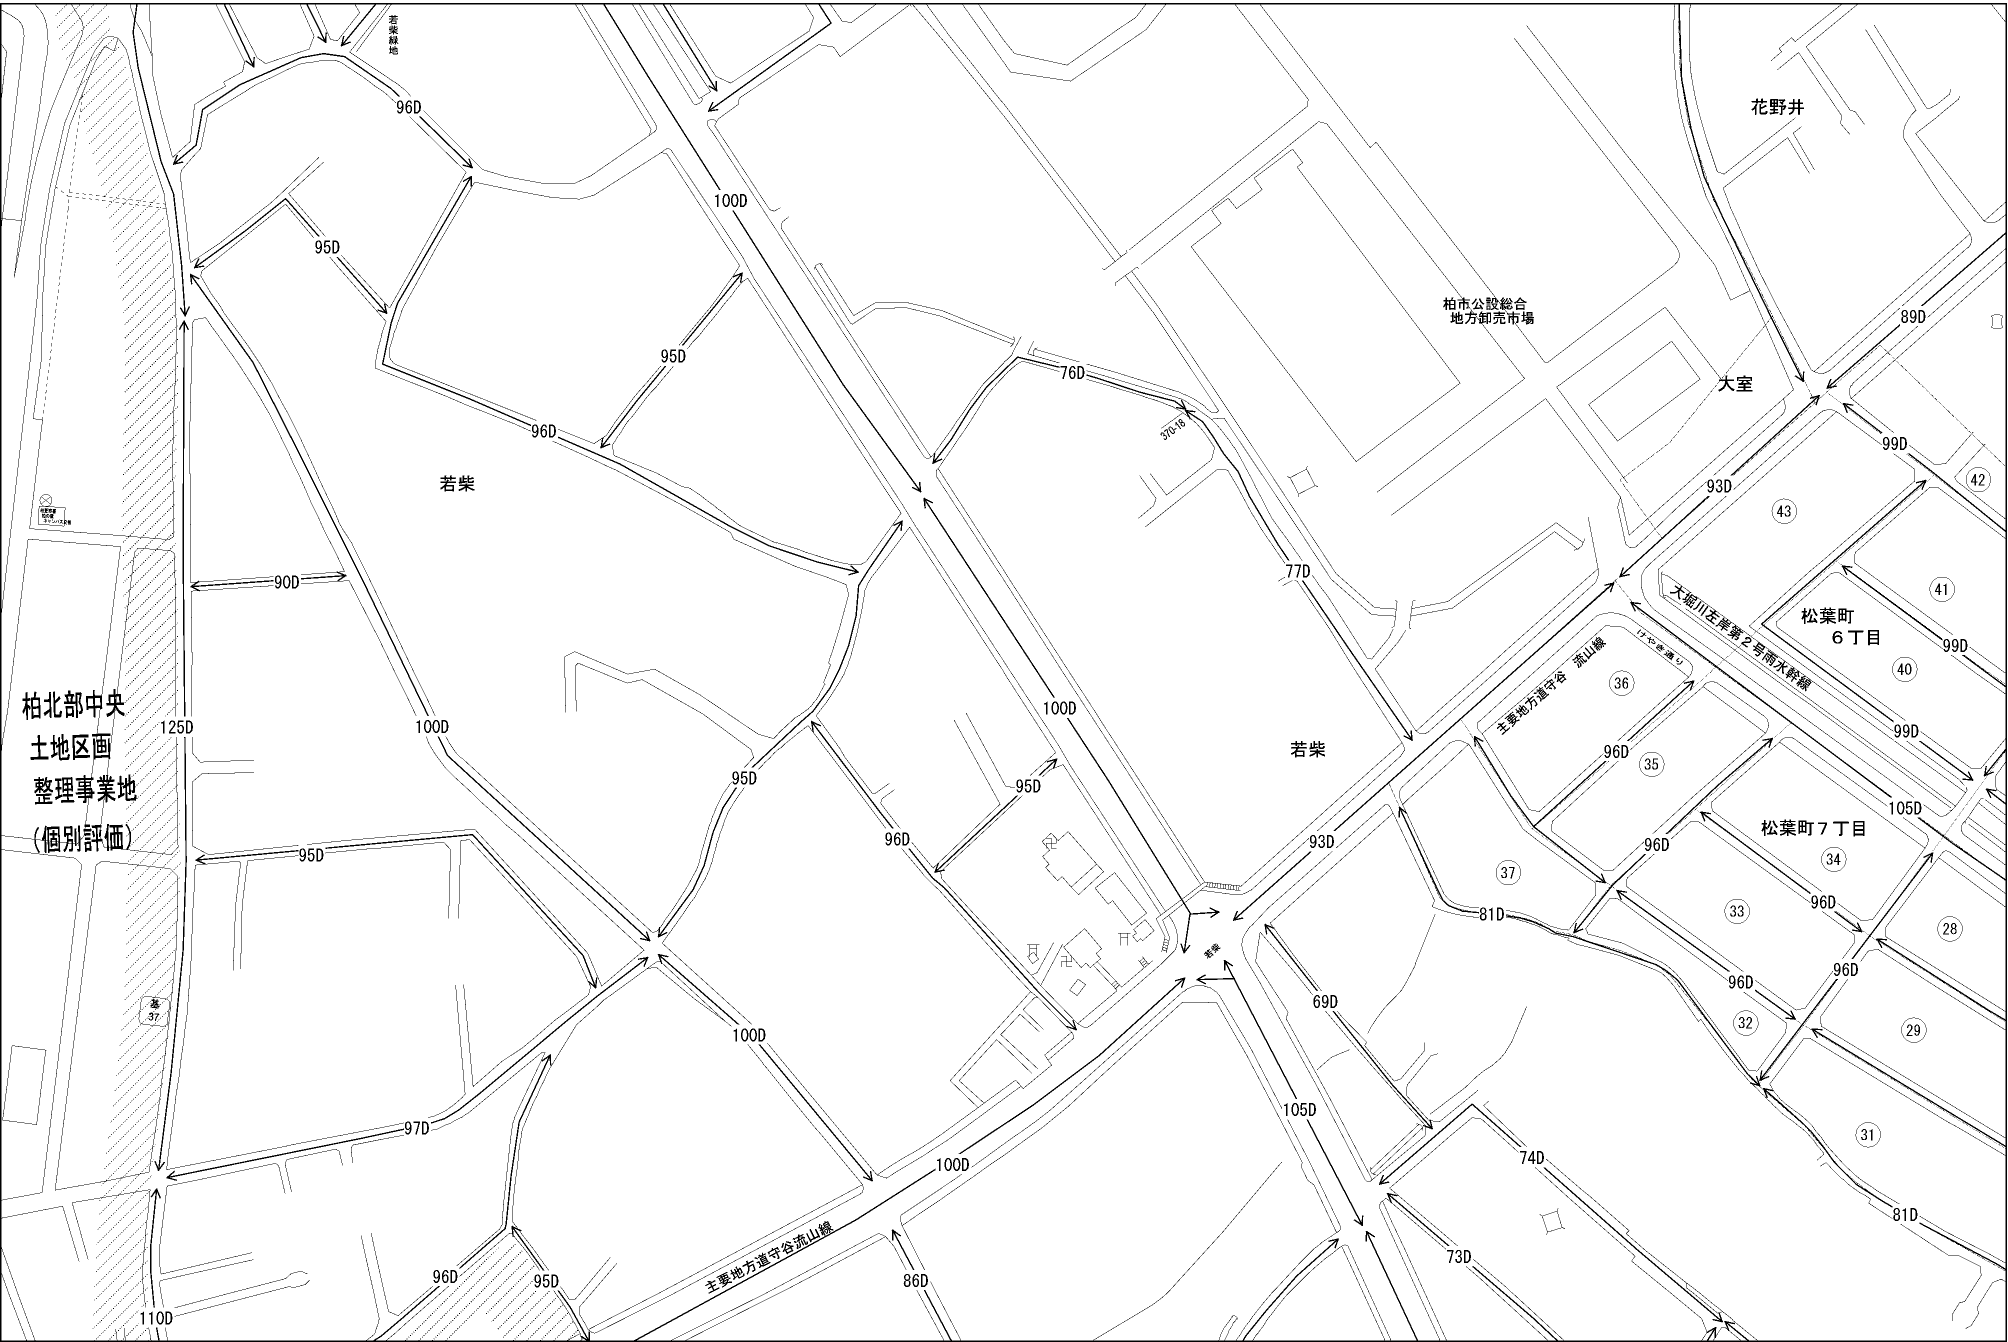 若柴緑地
96D
花野井
100D
95D
柏市公設総合
地方卸売市場
89D
95D
76D
大室
370-18
96D
99D
若柴
42
93D
43
77D
90D
41
大堀川左岸第2号雨水幹線
松葉町
6丁目
けやき通り
99D
主要地方道守谷 流山線
36
40
柏北部中央
土地区画
整理事業地
(個別評価)
125D
100D
100D
99D
若柴
96D
35
95D
95D
105D
松葉町7丁目
96D
93D
96D
34
95D
37
96D
33
81D
28
若柴
96D
96D
69D
基
37
32
29
100D
105D
97D
31
74D
100D
81D
主要地方道守谷流山線
73D
96D
95D
86D
110D